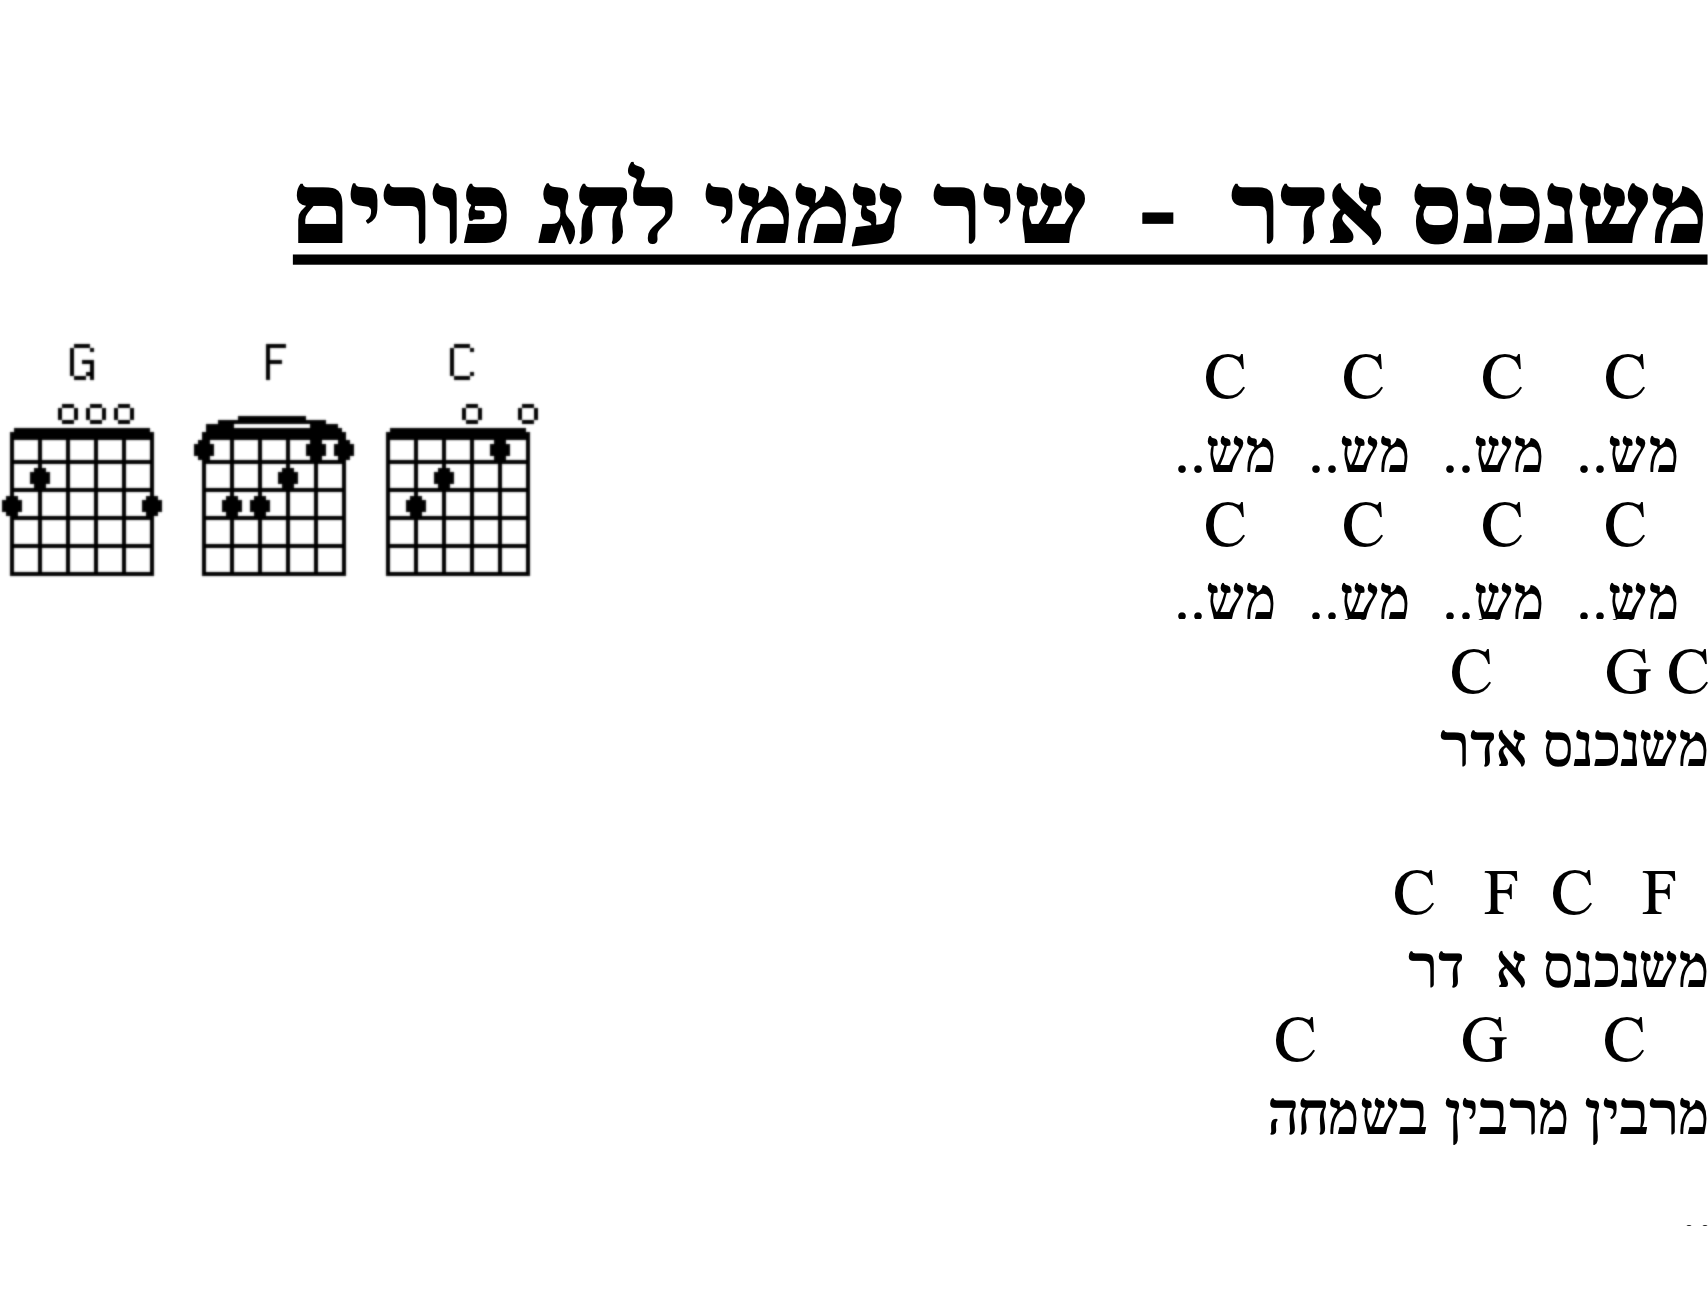 משנכנס אדר - שיר עממי לחג פורים
G F C
C C C C
מש.. מש.. מש.. מש..
C C C C
מש.. מש.. מש.. מש..
C G C
משנכנס אדר
C F C F
משנכנס א דר
C G C
מרבין מרבין בשמחה